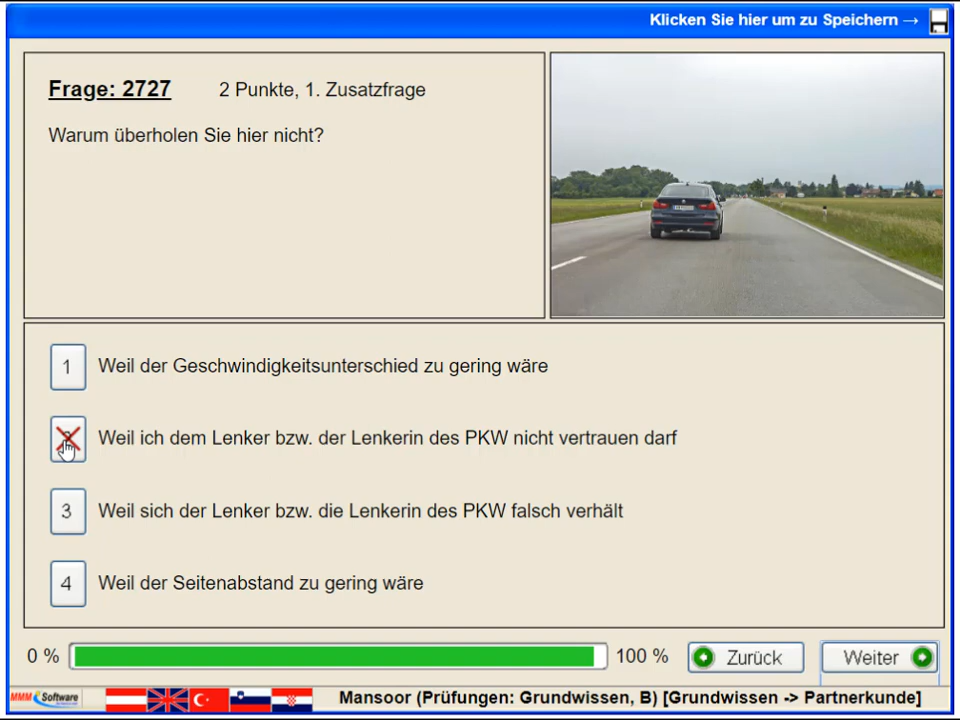 Klicken Sie hier um zu Speichern →
Frage: 2727 2 Punkte, 1. Zusatzfrage
Warum überholen Sie hier nicht?
1 Weil der Geschwindigkeitsunterschied zu gering wäre
Weil ich dem Lenker bzw. der Lenkerin des PKW nicht vertrauen darf
3 Weil sich der Lenker bzw. die Lenkerin des PKW falsch verhält
4 Weil der Seitenabstand zu gering wäre
0 % 100 % Zurück Weiter
MMM Software Mansoor (Prüfungen: Grundwissen, B) [Grundwissen -> Partnerkunde]